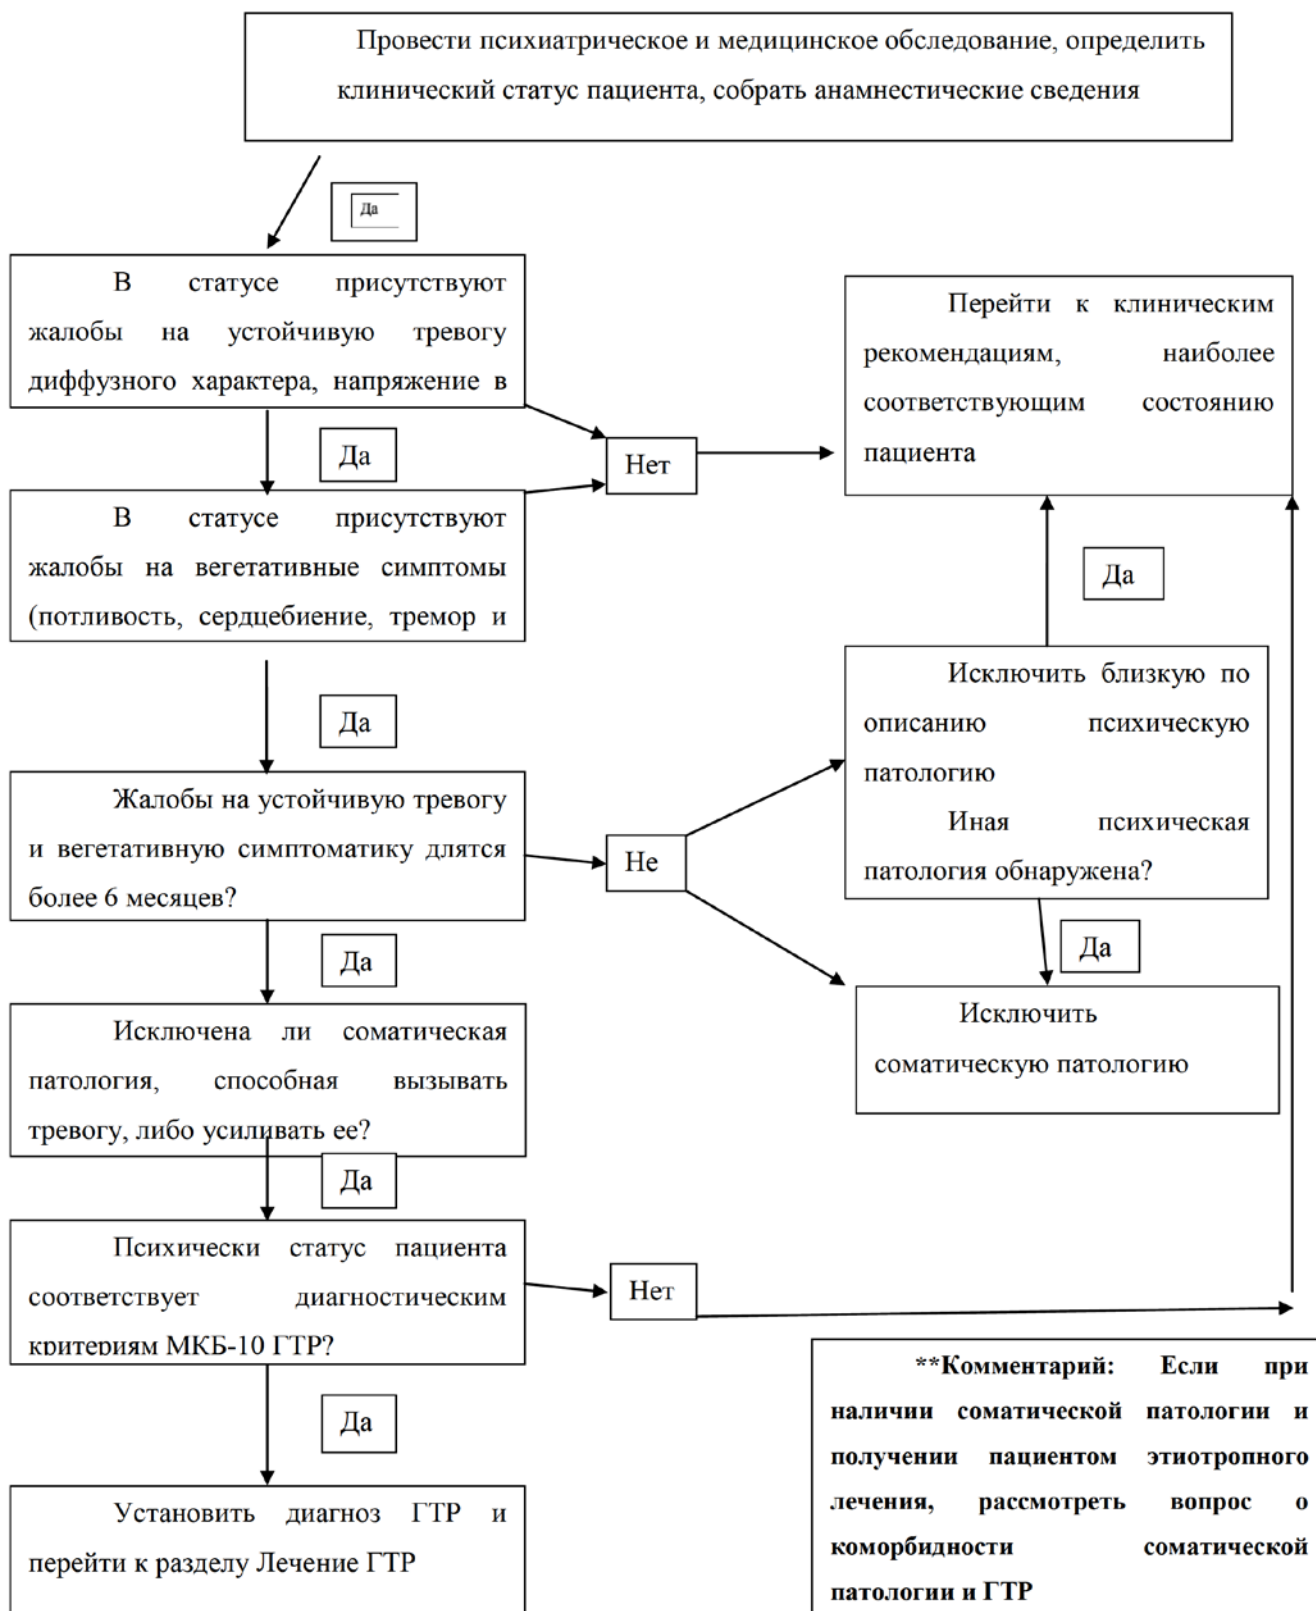 Провести психиатрическое и медицинское обследование, определить
клинический статус пациента, собрать анамнестические сведения
Да
В статусе присутствуют
жалобы на устойчивую тревогу
диффузного характера, напряжение в
Перейти к клиническим
рекомендациям, наиболее
соответствующим состоянию
пациента
Да
Нет
В статусе присутствуют
жалобы на вегетативные симптомы
(потливость, сердцебиение, тремор и
Да
Да
Исключить близкую по
описанию психическую
патологию
Иная психическая
патология обнаружена?
Жалобы на устойчивую тревогу
и вегетативную симптоматику длятся
более 6 месяцев?
Не
Да
Да
Исключить
соматическую патологию
Исключена ли соматическая
патология, способная вызывать
тревогу, либо усиливать ее?
Да
Психически статус пациента
соответствует диагностическим
критериям МКБ-10 ГТР?
Нет
Да
**Комментарий: Если при
наличии соматической патологии и
получении пациентом этиотропного
лечения, рассмотреть вопрос о
коморбидности соматической
патологии и ГТР
Установить диагноз ГТР и
перейти к разделу Лечение ГТР